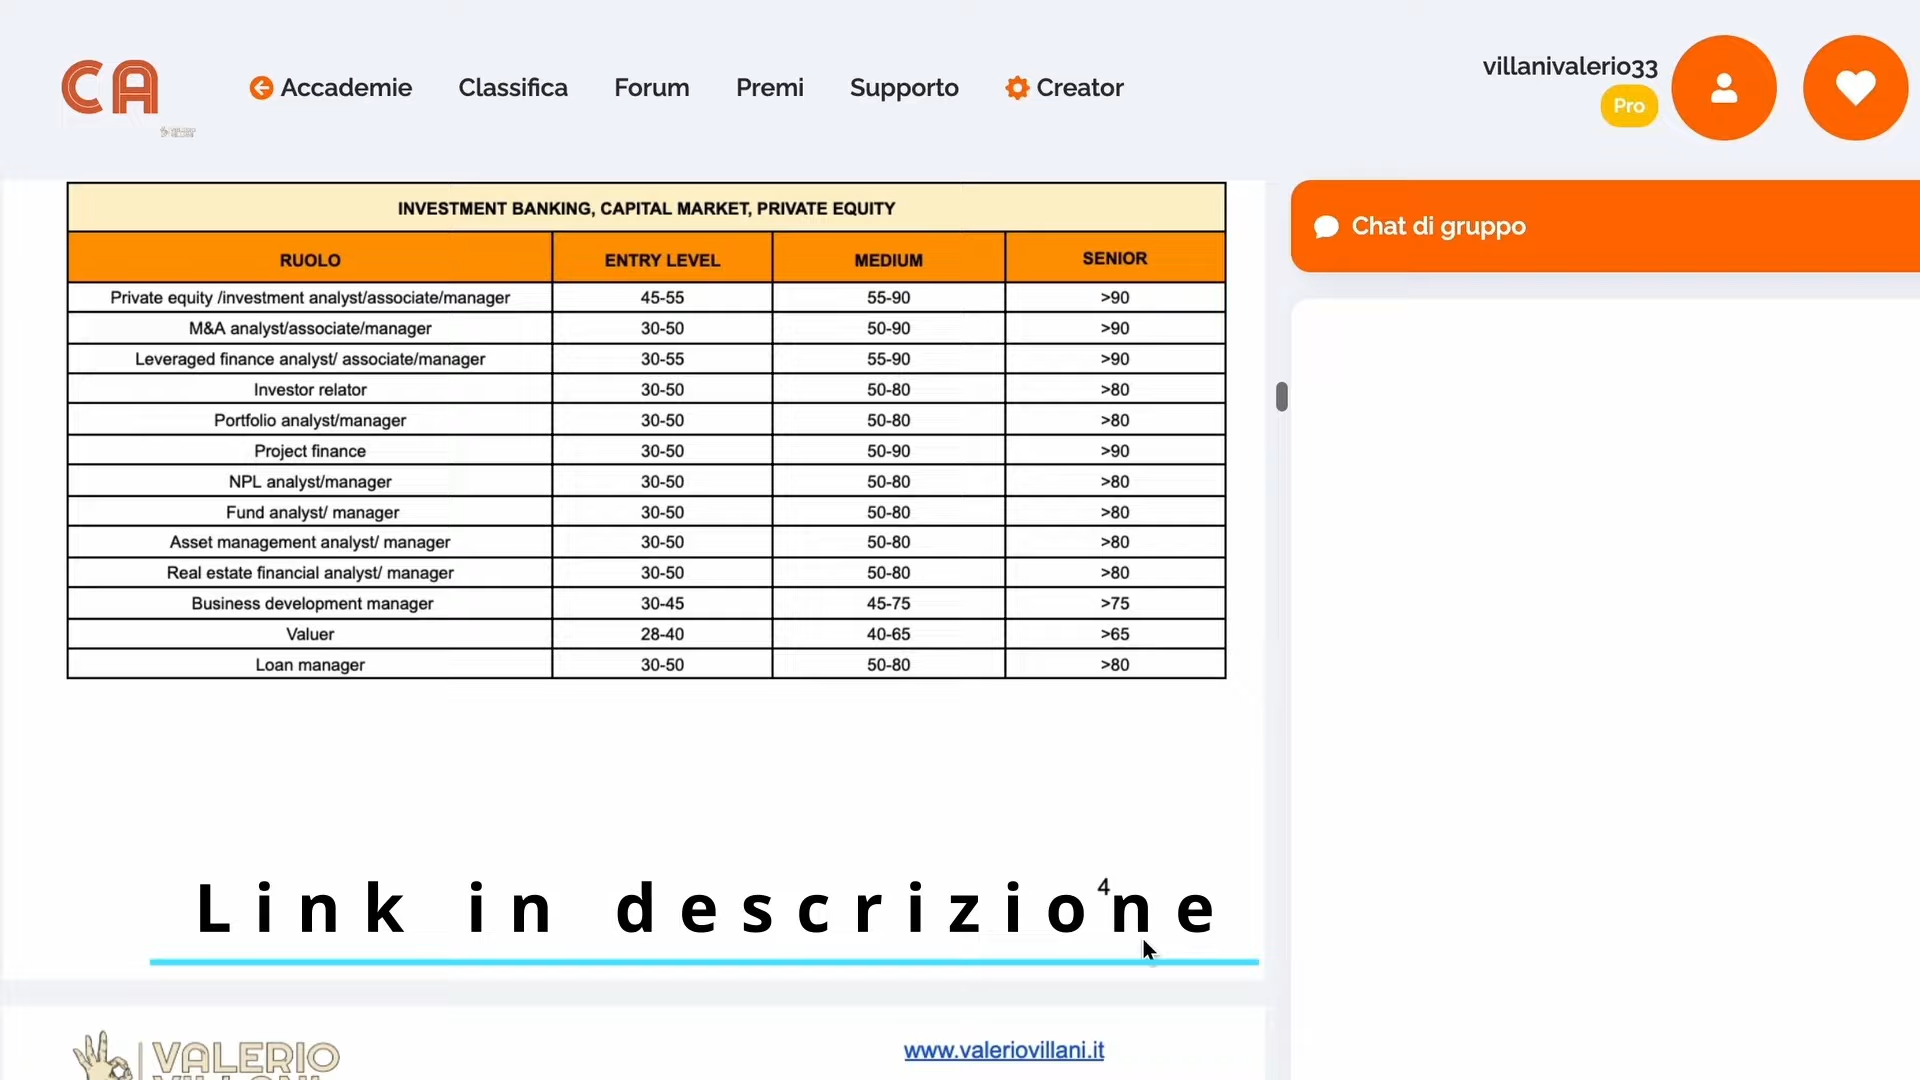 CA
Accademie Classifica Forum Premi Supporto Creator
villanivalerio33
Pro
Chat di gruppo
INVESTMENT BANKING, CAPITAL MARKET, PRIVATE EQUITY
RUOLO ENTRY LEVEL MEDIUM SENIOR
Private equity /investment analyst/associate/manager 45-55 55-90 >90
M&A analyst/associate/manager 30-50 50-90 >90
Leveraged finance analyst/ associate/manager 30-55 55-90 >90
Investor relator 30-50 50-80 >80
Portfolio analyst/manager 30-50 50-80 >80
Project finance 30-50 50-90 >90
NPL analyst/manager 30-50 50-80 >80
Fund analyst/ manager 30-50 50-80 >80
Asset management analyst/ manager 30-50 50-80 >80
Real estate financial analyst/ manager 30-50 50-80 >80
Business development manager 30-45 45-75 >75
Valuer 28-40 40-65 >65
Loan manager 30-50 50-80 >80
4
Link in descrizione
VALERIO
www.valeriovillani.it